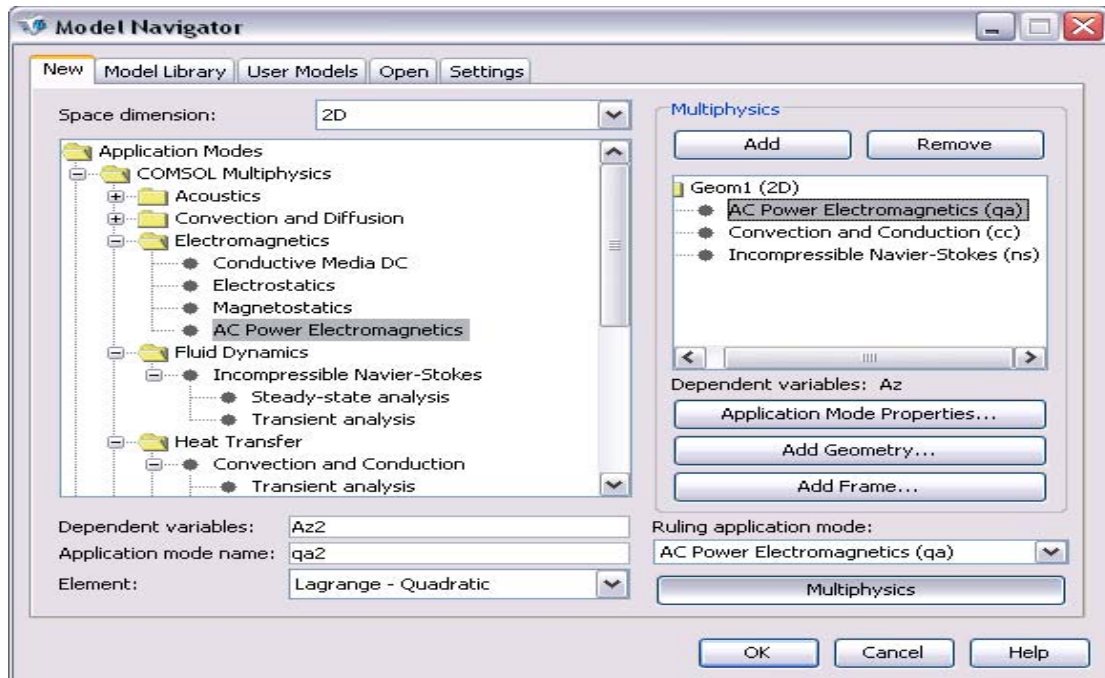 Model Navigator
New
Model Library
User Models
Open
Settings
Space dimension:
2D
Application Modes
COMSOL Multiphysics
Acoustics
Convection and Diffusion
Electromagnetics
Conductive Media DC
Electrostatics
Magnetostatics
AC Power Electromagnetics
Fluid Dynamics
Incompressible Navier-Stokes
Steady-state analysis
Transient analysis
Heat Transfer
Convection and Conduction
Transient analysis
Dependent variables:
Az2
Application mode name:
qa2
Element:
Lagrange - Quadratic
Multiphysics
Add
Remove
Geom1 (2D)
AC Power Electromagnetics (qa)
Convection and Conduction (cc)
Incompressible Navier-Stokes (ns)
Dependent variables: Az
Application Mode Properties...
Add Geometry...
Add Frame...
Ruling application mode:
AC Power Electromagnetics (qa)
Multiphysics
OK
Cancel
Help